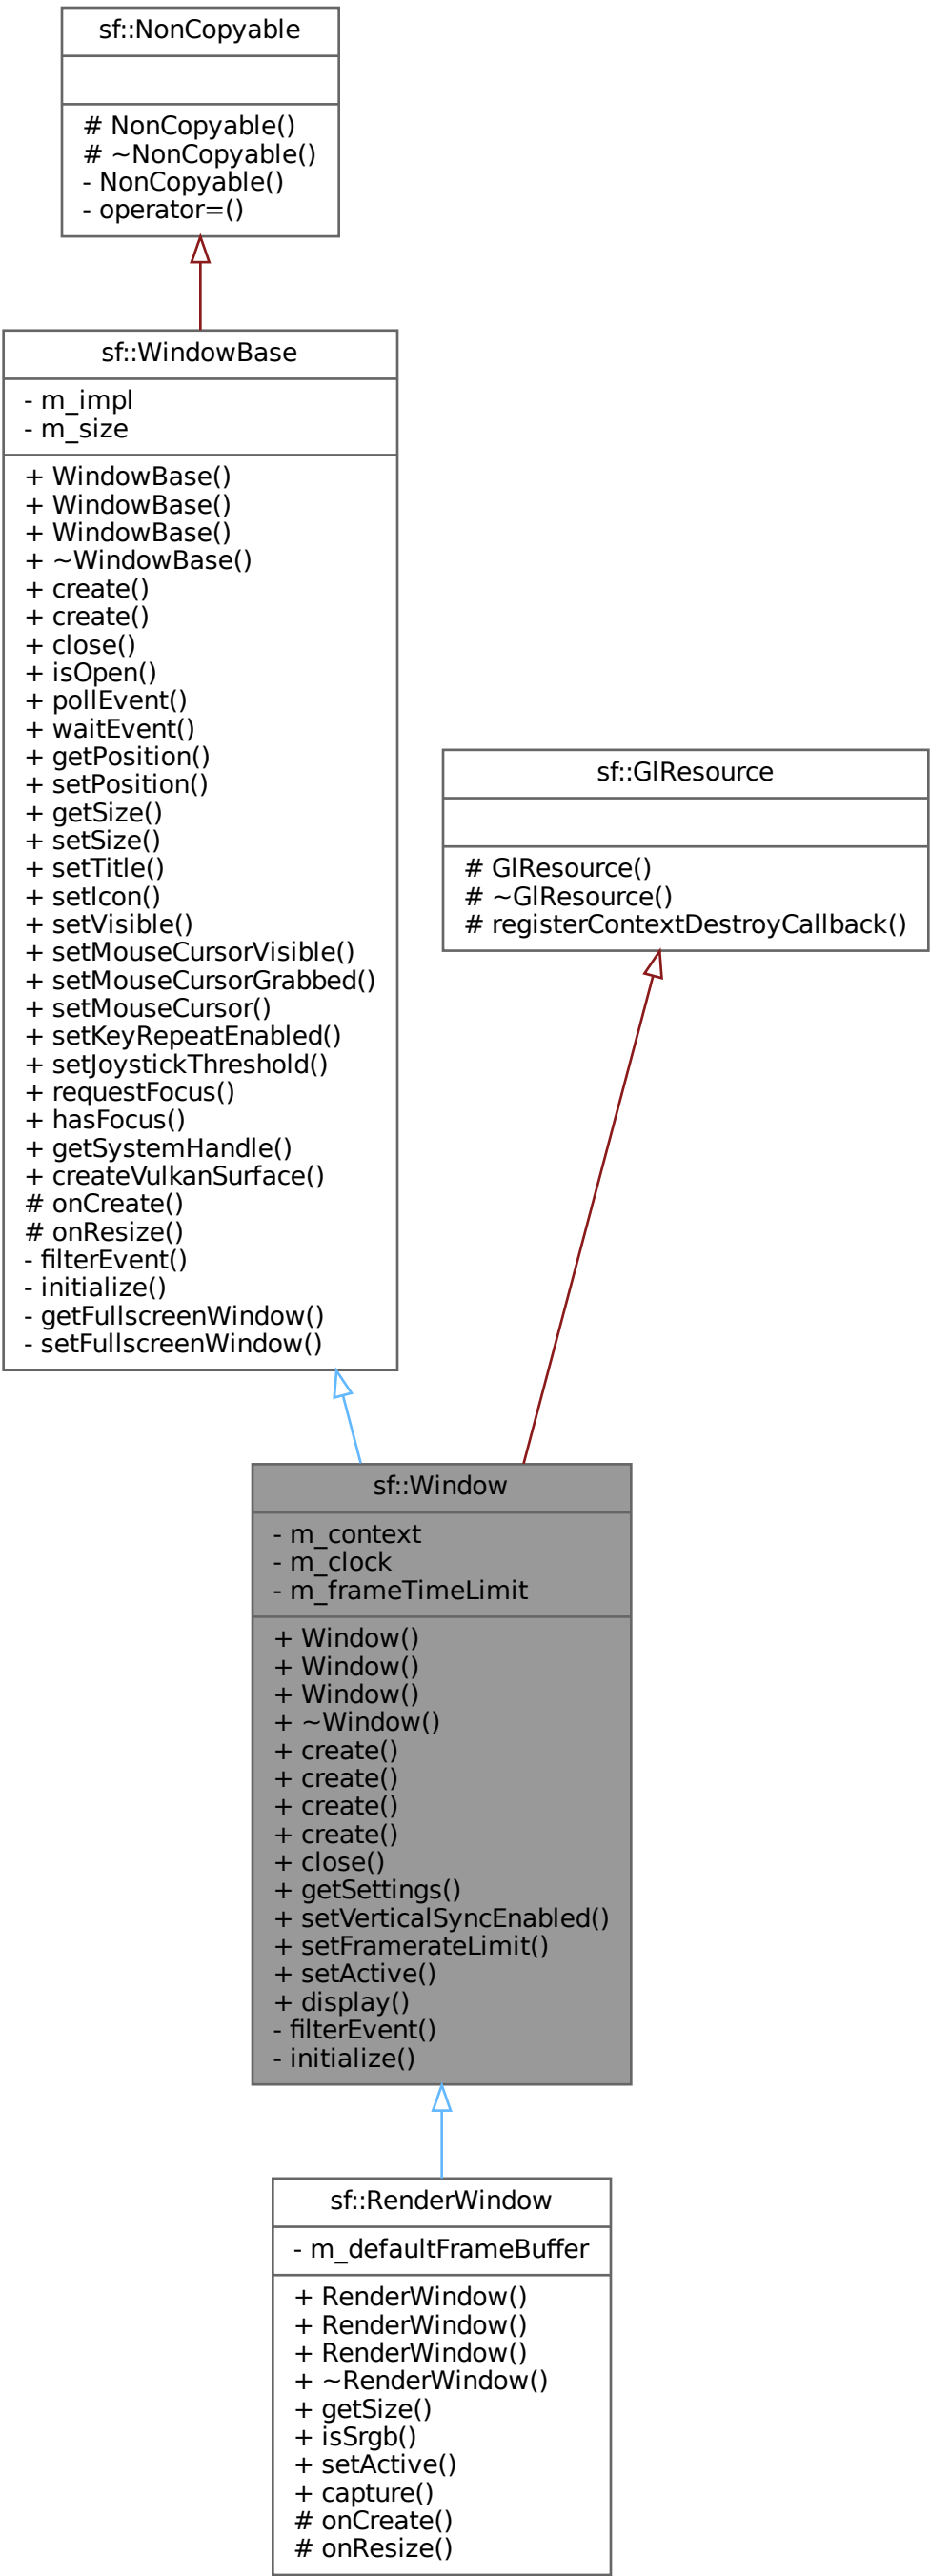 sf::NonCopyable
# NonCopyable()
# ~NonCopyable()
- NonCopyable()
- operator=()
sf::WindowBase
- m_impl
- m_size
+ WindowBase()
+ WindowBase()
+ WindowBase()
+ ~WindowBase()
+ create()
+ create()
+ close()
+ isOpen()
+ pollEvent()
+ waitEvent()
+ getPosition()
+ setPosition()
+ getSize()
+ setSize()
+ setTitle()
+ setIcon()
+ setVisible()
+ setMouseCursorVisible()
+ setMouseCursorGrabbed()
+ setMouseCursor()
+ setKeyRepeatEnabled()
+ setJoystickThreshold()
+ requestFocus()
+ hasFocus()
+ getSystemHandle()
+ createVulkanSurface()
# onCreate()
# onResize()
- filterEvent()
- initialize()
- getFullscreenWindow()
- setFullscreenWindow()
sf::GlResource
# GlResource()
# ~GlResource()
# registerContextDestroyCallback()
sf::Window
- m_context
- m_clock
- m_frameTimeLimit
+ Window()
+ Window()
+ Window()
+ ~Window()
+ create()
+ create()
+ create()
+ create()
+ close()
+ getSettings()
+ setVerticalSyncEnabled()
+ setFramerateLimit()
+ setActive()
+ display()
- filterEvent()
- initialize()
sf::RenderWindow
- m_defaultFrameBuffer
+ RenderWindow()
+ RenderWindow()
+ RenderWindow()
+ ~RenderWindow()
+ getSize()
+ isSrgb()
+ setActive()
+ capture()
# onCreate()
# onResize()